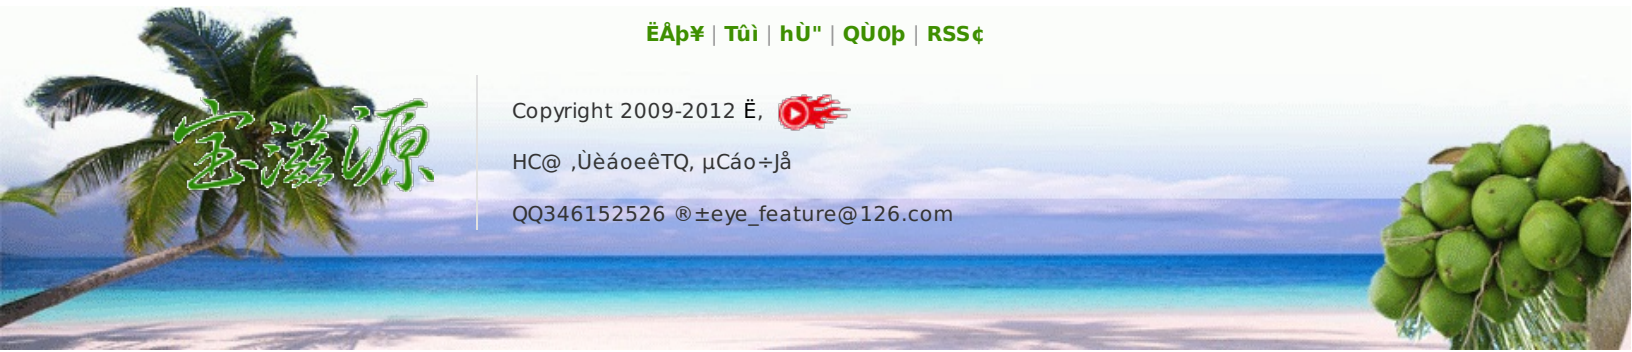 ËÅþ¥ | Tûì | hÙ" | QÙ0þ | RSS¢
宝滋源
Copyright 2009-2012 Ë,
HC@ ,ÙèáoeêTQ, µCáo÷Jå
QQ346152526 ®±eye_feature@126.com